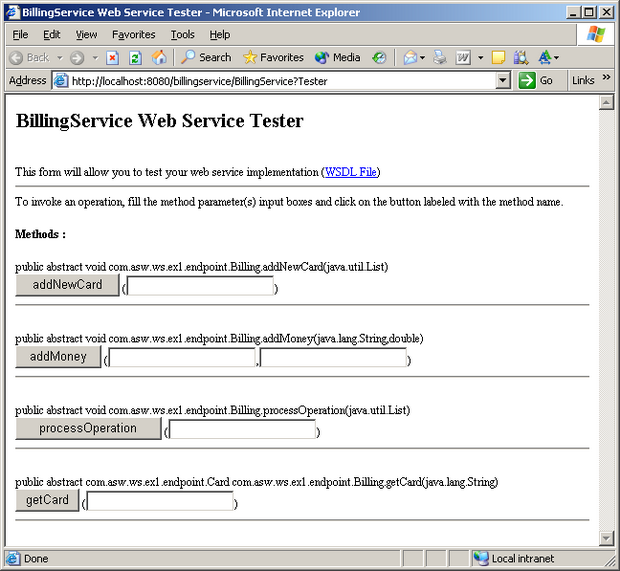 BillingService Web Service Tester - Microsoft Internet Explorer
File Edit View Favorites Tools Help
Back Search Favorites Media
Address http://localhost:8080/billingservice/BillingService?Tester Go Links »
BillingService Web Service Tester
This form will allow you to test your web service implementation (WSDL File)
To invoke an operation, fill the method parameter(s) input boxes and click on the button labeled with the method name.
Methods :
public abstract void com.asw.ws.ex1.endpoint.Billing.addNewCard(java.util.List)
addNewCard ( )
public abstract void com.asw.ws.ex1.endpoint.Billing.addMoney(java.lang.String,double)
addMoney ( , )
public abstract void com.asw.ws.ex1.endpoint.Billing.processOperation(java.util.List)
processOperation ( )
public abstract com.asw.ws.ex1.endpoint.Card com.asw.ws.ex1.endpoint.Billing.getCard(java.lang.String)
getCard ( )
Done Local intranet